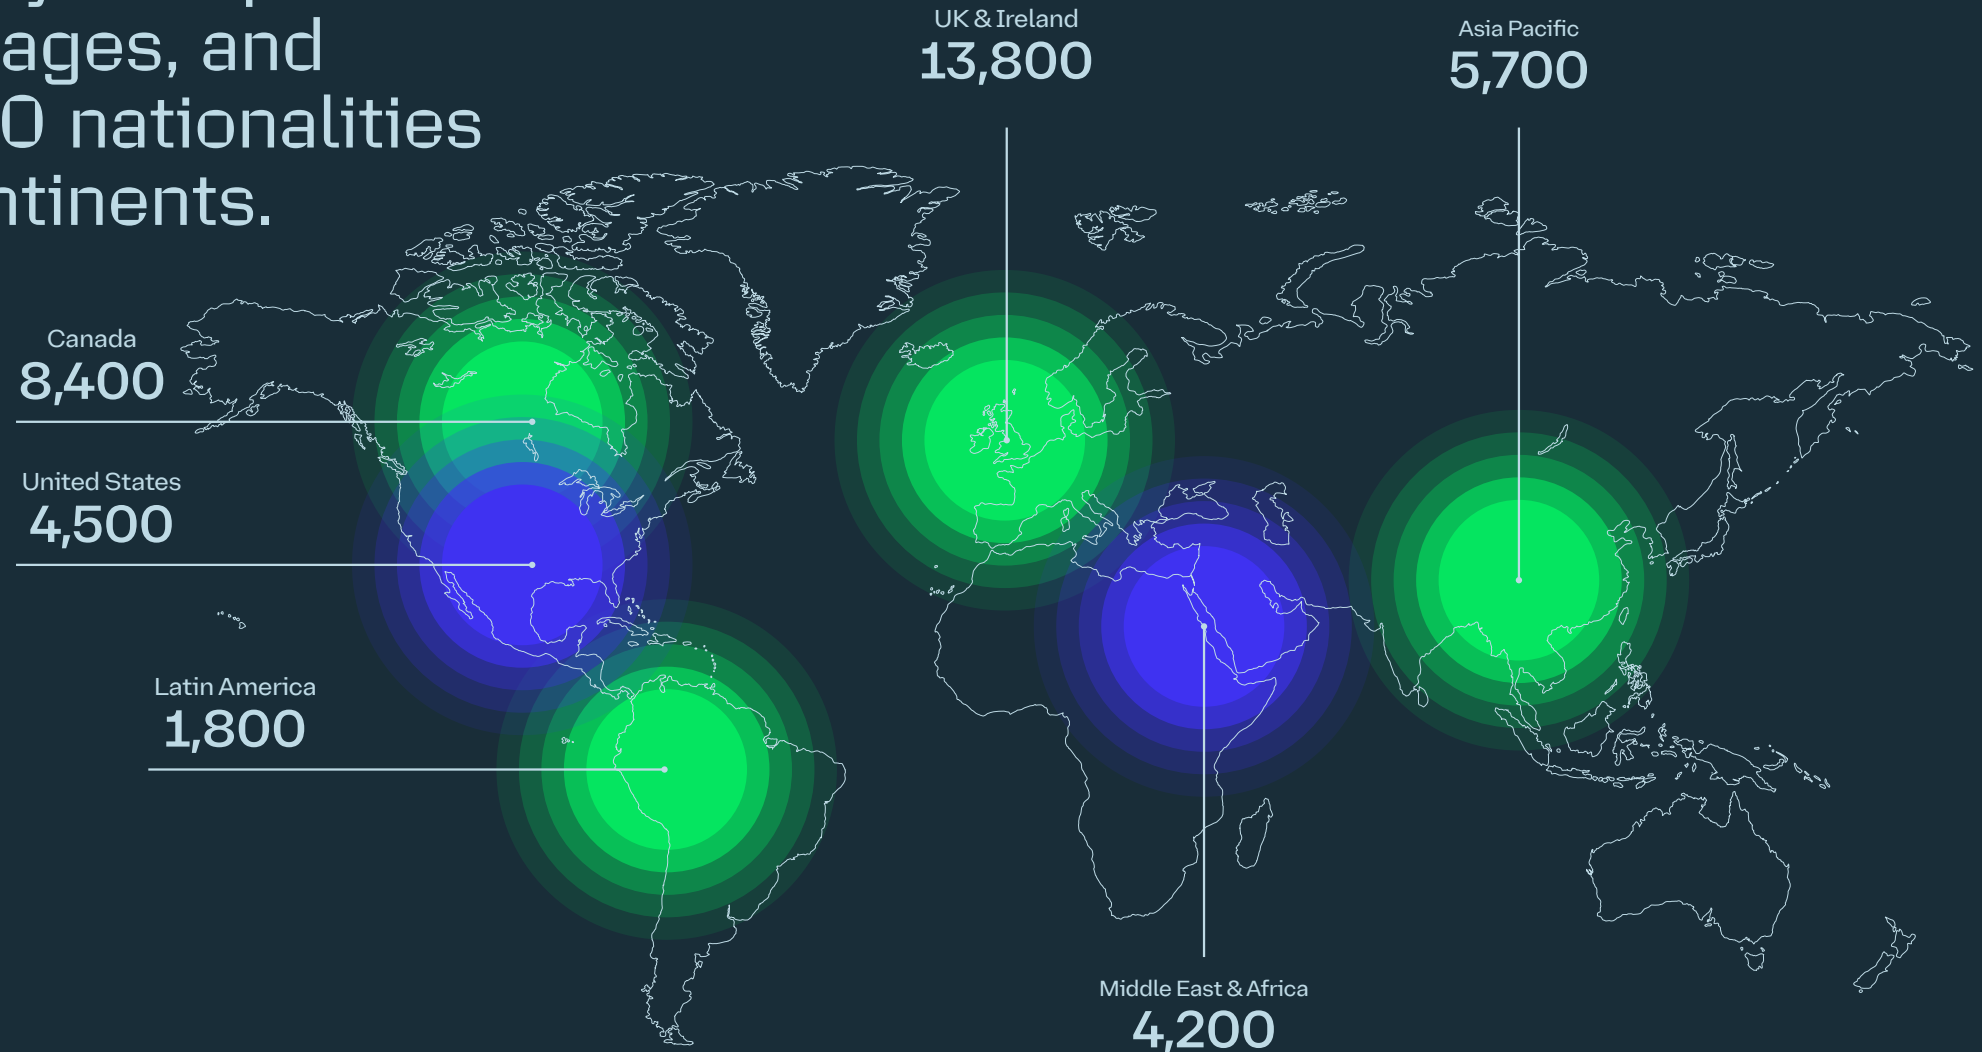 ages, and
0 nationalities
ntinents.
UK & Ireland
13,800
Asia Pacific
5,700
Canada
8,400
United States
4,500
Latin America
1,800
Middle East & Africa
4,200